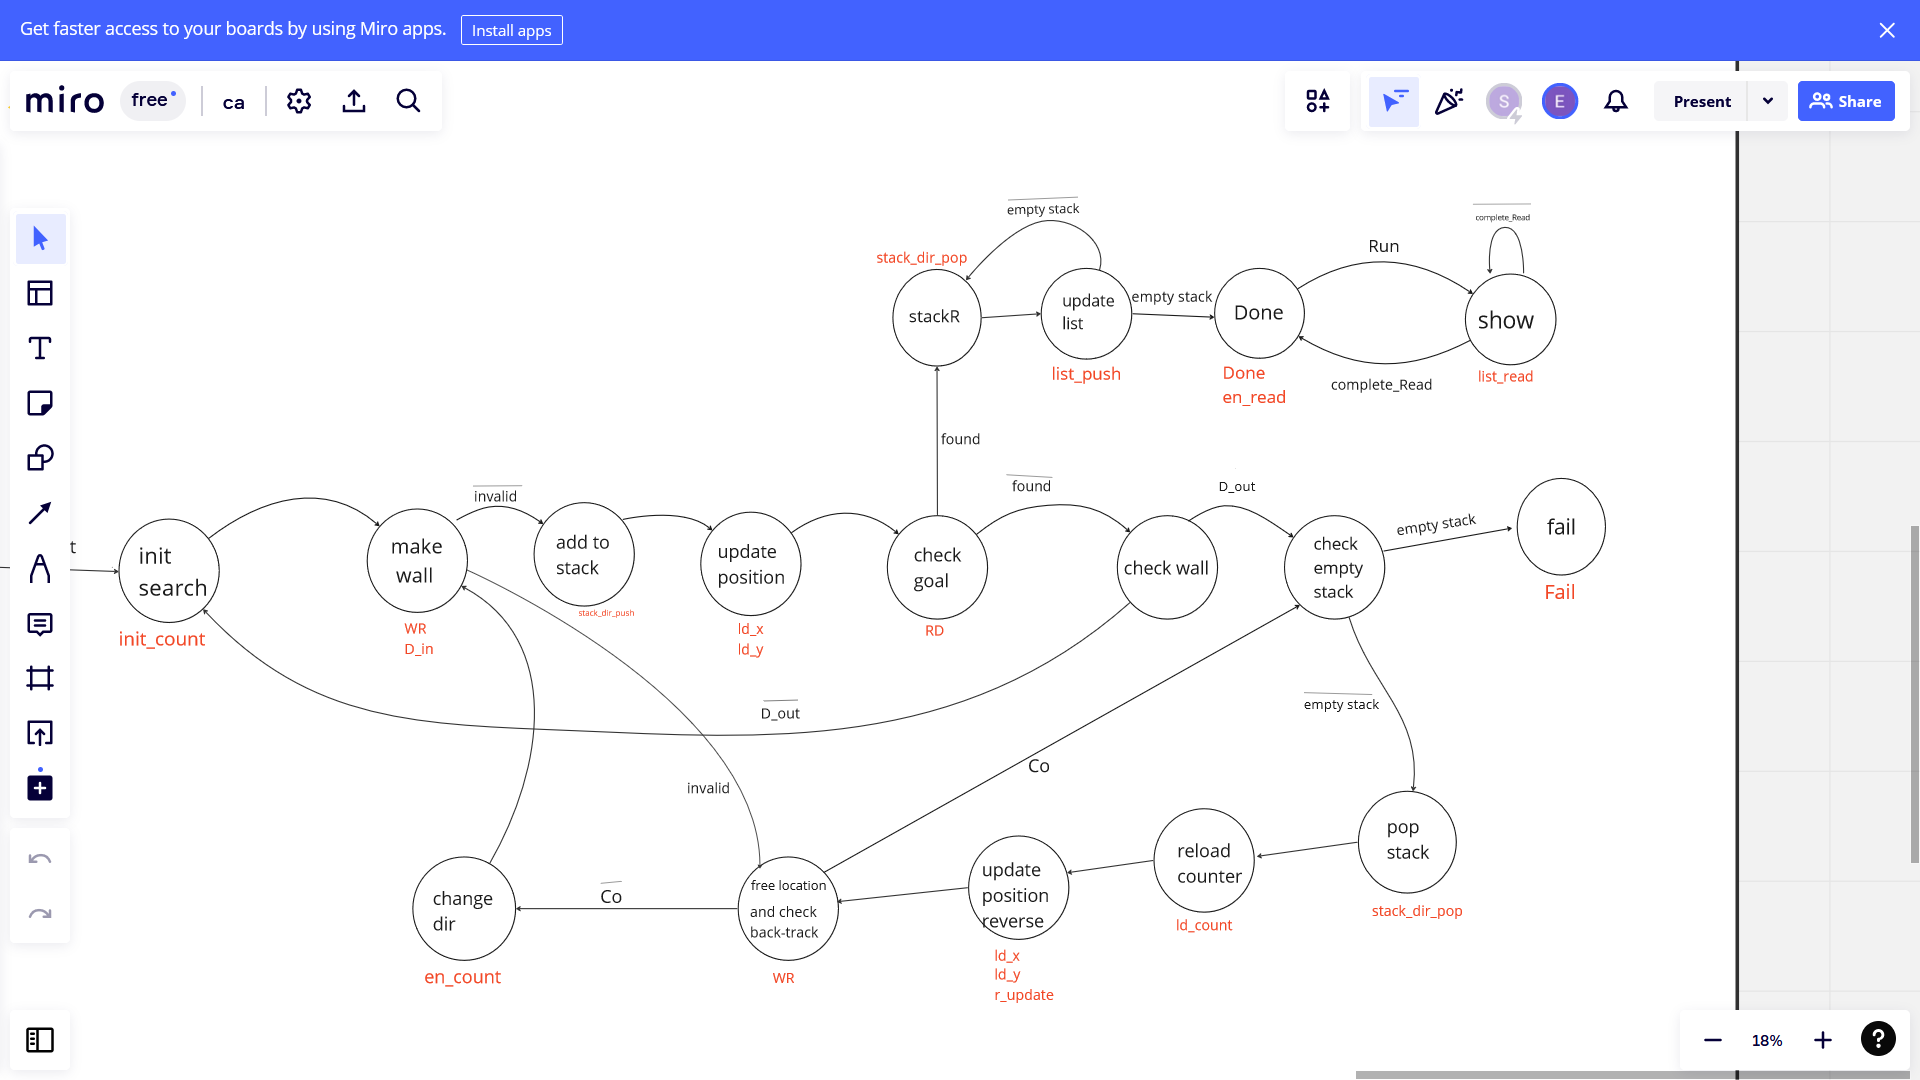 Get faster access to your boards by using Miro apps.
Install apps
miro
free
ca
S
E
Present
Share
empty stack
complete_Read
stack_dir_pop
Run
stackR
update
list
empty stack
Done
show
list_push
Done
en_read
complete_Read
list_read
found
invalid
found
D_out
empty stack
fail
Fail
t
init
search
init_count
make
wall
WR
D_in
add to
stack
stack_dir_push
update
position
ld_x
ld_y
check
goal
RD
check wall
check
empty
stack
D_out
empty stack
invalid
Co
change
dir
en_count
Co
free location
and check
back-track
WR
update
position
reverse
ld_x
ld_y
r_update
reload
counter
ld_count
pop
stack
stack_dir_pop
18%
?